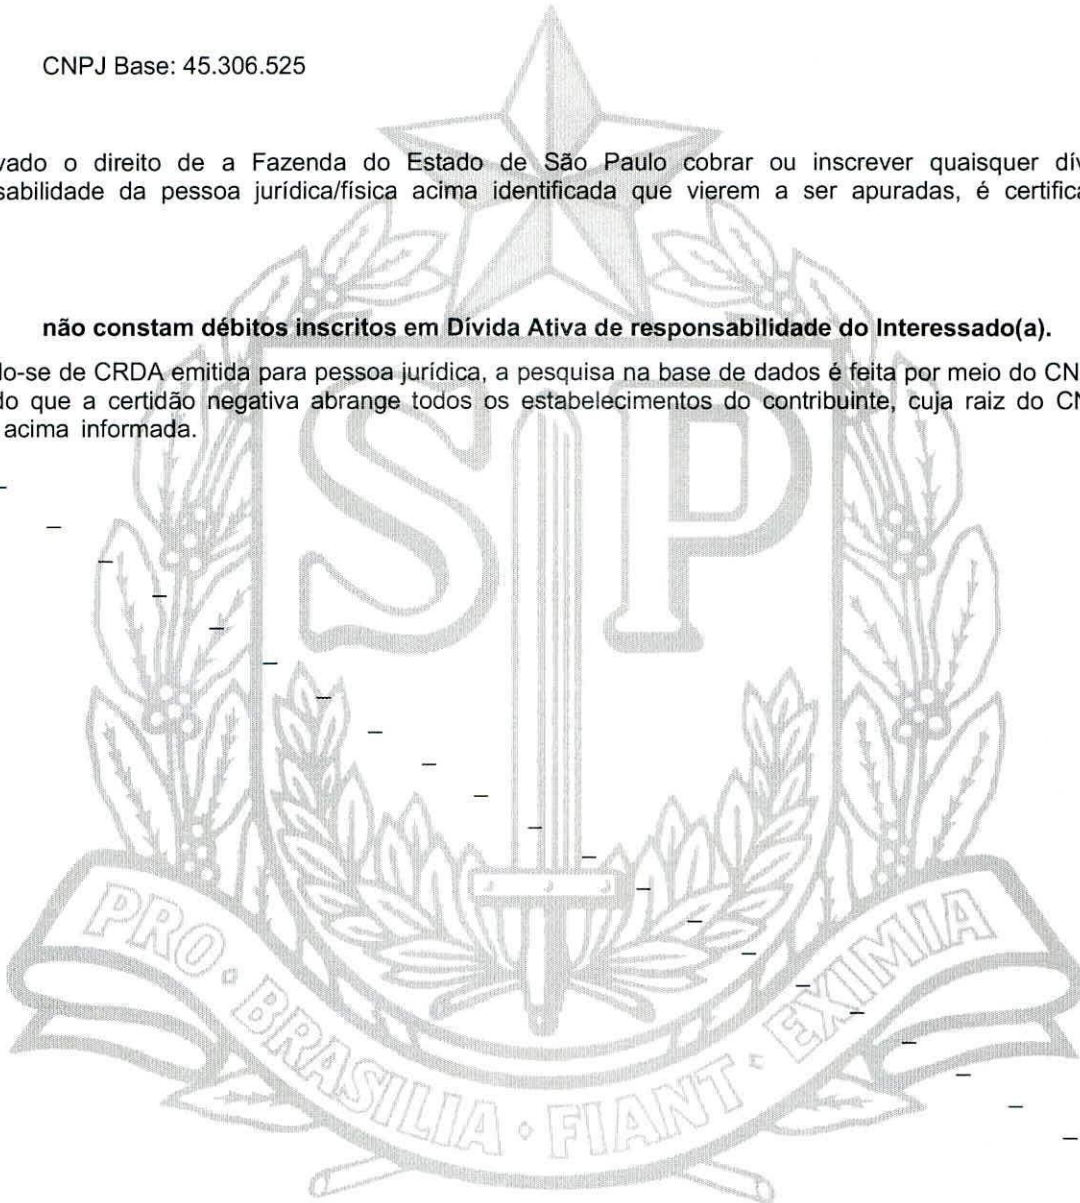 CNPJ Base: 45.306.525
vado o direito de a Fazenda do Estado de São Paulo cobrar ou inscrever quaisquer dív
sabilidade da pessoa jurídica/física acima identificada que vierem a ser apuradas, é certifica
não constam débitos inscritos em Dívida Ativa de responsabilidade do Interessado(a).
lo-se de CRDA emitida para pessoa jurídica, a pesquisa na base de dados é feita por meio do CN
do que a certidão negativa abrange todos os estabelecimentos do contribuinte, cuja raiz do CN
acima informada.
SP
PRO • BRASILIA • FIANT • EXIMIA